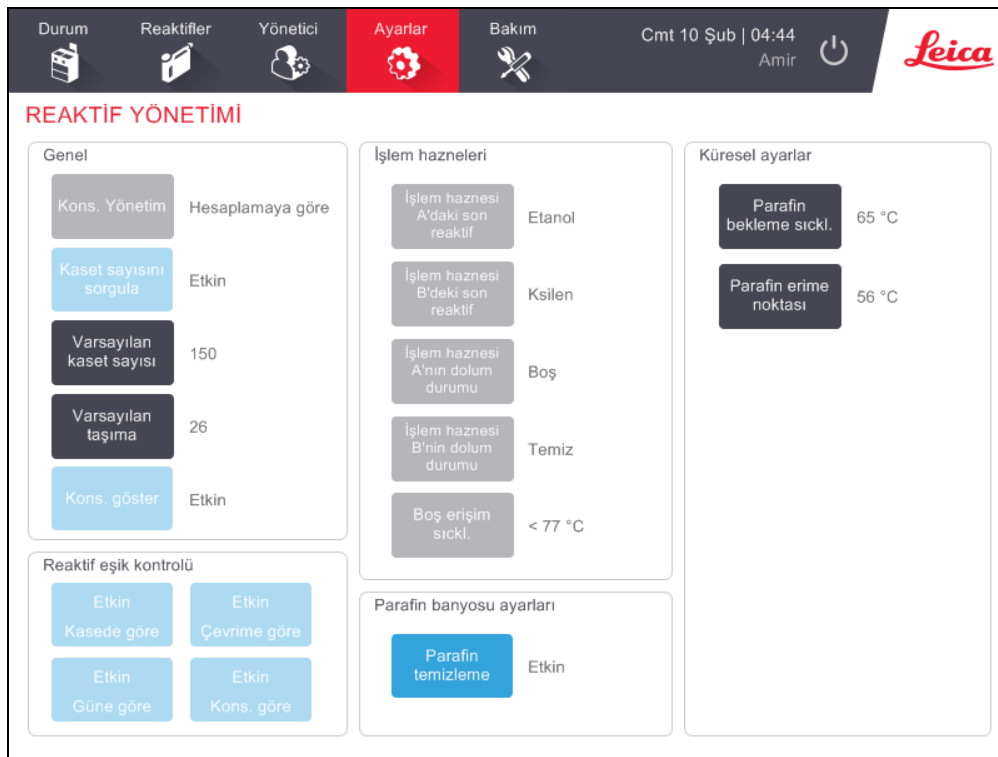 Durum
Reaktifler
Yönetici
Ayarlar
Bakım
Cmt 10 Şub | 04:44
Amir
Leica
REAKTİF YÖNETİMİ
Genel
Kons. Yönetim
Hesaplamaya göre
Kaset sayısını
sorgula
Etkin
Varsayılan
kaset sayısı
150
Varsayılan
taşıma
26
Kons. göster
Etkin
Reaktif eşik kontrolü
Etkin
Kasede göre
Etkin
Çevrime göre
Etkin
Güne göre
Etkin
Kons. göre
İşlem hazneleri
İşlem haznesi
A'daki son
reaktif
Etanol
İşlem haznesi
B'deki son
reaktif
Ksilen
İşlem haznesi
A'nın dolum
durumu
Boş
İşlem haznesi
B'nin dolum
durumu
Temiz
Boş erişim
sıckl.
< 77 °C
Parafin banyosu ayarları
Parafin
temizleme
Etkin
Küresel ayarlar
Parafin
bekleme sıckl.
65 °C
Parafin erime
noktası
56 °C